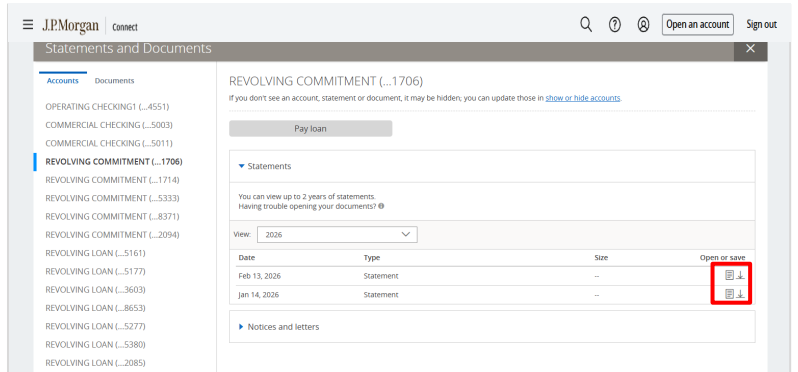 J.P.Morgan Connect Open an account Sign out
Statements and Documents
Accounts Documents
OPERATING CHECKING1 (...4551)
COMMERCIAL CHECKING (...5003)
COMMERCIAL CHECKING (...5011)
REVOLVING COMMITMENT (...1706)
REVOLVING COMMITMENT (...1714)
REVOLVING COMMITMENT (...5333)
REVOLVING COMMITMENT (...8371)
REVOLVING COMMITMENT (...2094)
REVOLVING LOAN (...5161)
REVOLVING LOAN (...5177)
REVOLVING LOAN (...3603)
REVOLVING LOAN (...8653)
REVOLVING LOAN (...5277)
REVOLVING LOAN (...5380)
REVOLVING LOAN (...2085)
REVOLVING COMMITMENT (...1706)
If you don't see an account, statement or document, it may be hidden; you can update those in show or hide accounts.
Pay loan
Statements
You can view up to 2 years of statements.
Having trouble opening your documents?
View: 2026
Date Type Size Open or save
Feb 13, 2026 Statement --
Jan 14, 2026 Statement --
Notices and letters